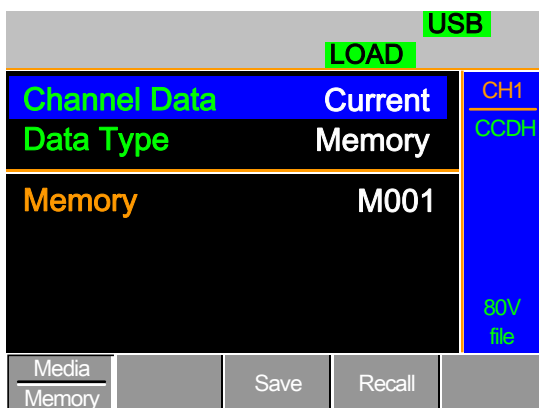 USB
LOAD
Channel Data Current
Data Type Memory
Memory M001
CH1
CCDH
80V
file
Media
Memory
Save
Recall